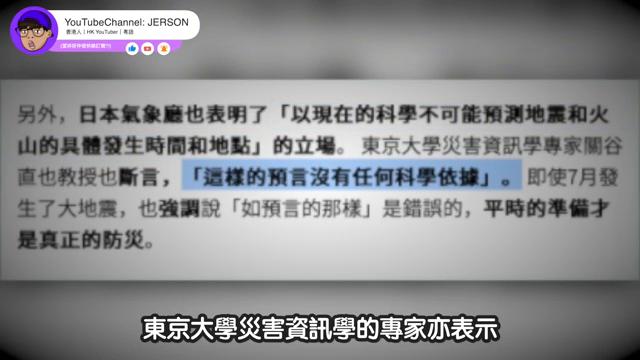 YouTubeChannel: JERSON
香港人 | HK YouTuber | 粵語
另外，日本氣象廳也表明了「以現在的科學不可能預測地震和火
山的具體發生時間和地點」的立場。 東京大學災害資訊學專家關谷
直也教授也斷言，「這樣的預言沒有任何科學依據」。 即使7月發
生了大地震，也強調說「如預言的那樣」是錯誤的，平時的準備才
是真正的防災。
東京大學災害資訊學的專家亦表示